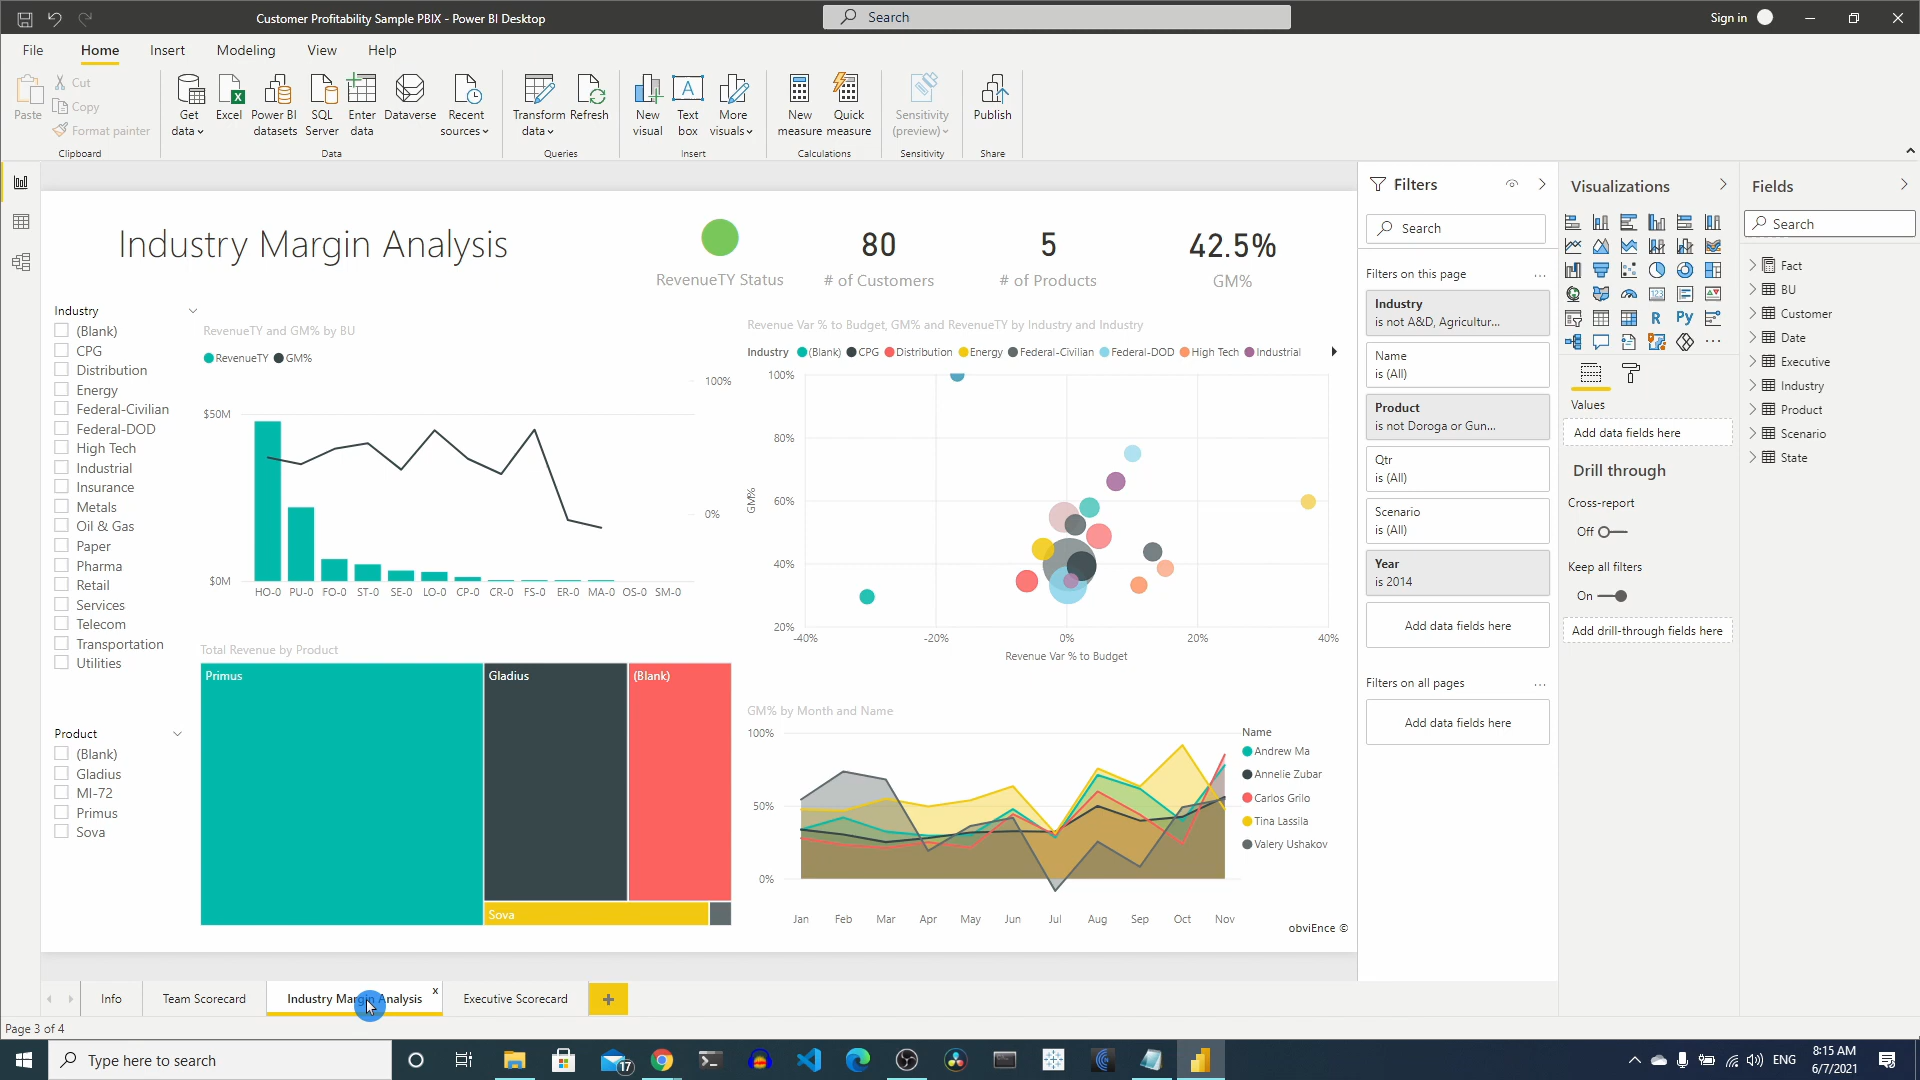 Customer Profitability Sample PBIX - Power BI Desktop
Search
Sign in
File
Home
Insert
Modeling
View
Help
Paste
Cut
Copy
Format painter
Clipboard
Get data
Excel
Power BI datasets
SQL Server
Enter data
Dataverse
Recent sources
Data
Transform data
Refresh
Queries
New visual
Text box
More visuals
Insert
New measure
Quick measure
Calculations
Sensitivity (preview)
Sensitivity
Publish
Share
Industry Margin Analysis
RevenueTY Status
80
# of Customers
5
# of Products
42.5%
GM%
Industry
(Blank)
CPG
Distribution
Energy
Federal-Civilian
Federal-DOD
High Tech
Industrial
Insurance
Metals
Oil & Gas
Paper
Pharma
Retail
Services
Telecom
Transportation
Utilities
Product
(Blank)
Gladius
MI-72
Primus
Sova
RevenueTY and GM% by BU
RevenueTY GM%
100%
$50M
0%
$0M
HO-0 PU-0 FO-0 ST-0 SE-0 LO-0 CP-0 CR-0 FS-0 ER-0 MA-0 OS-0 SM-0
Revenue Var % to Budget, GM% and RevenueTY by Industry and Industry
Industry (Blank) CPG Distribution Energy Federal-Civilian Federal-DOD High Tech Industrial
100%
80%
60%
40%
20%
GM%
-40% -20% 0% 20% 40%
Revenue Var % to Budget
Total Revenue by Product
Primus
Gladius
(Blank)
Sova
GM% by Month and Name
100%
50%
0%
Jan Feb Mar Apr May Jun Jul Aug Sep Oct Nov
Name
Andrew Ma
Annelie Zubar
Carlos Grilo
Tina Lassila
Valery Ushakov
obviEnce ©
Filters
Search
Filters on this page
...
Industry
is not A&D, Agricultur...
Name
is (All)
Product
is not Doroga or Gun...
Qtr
is (All)
Scenario
is (All)
Year
is 2014
Add data fields here
Filters on all pages
...
Add data fields here
Visualizations
R
Py
123
...
Values
Add data fields here
Drill through
Cross-report
Off
Keep all filters
On
Add drill-through fields here
Fields
Search
Fact
BU
Customer
Date
Executive
Industry
Product
Scenario
State
Info
Team Scorecard
Industry Margin Analysis
x
Executive Scorecard
+
Page 3 of 4
Type here to search
17
ENG
8:15 AM
6/7/2021